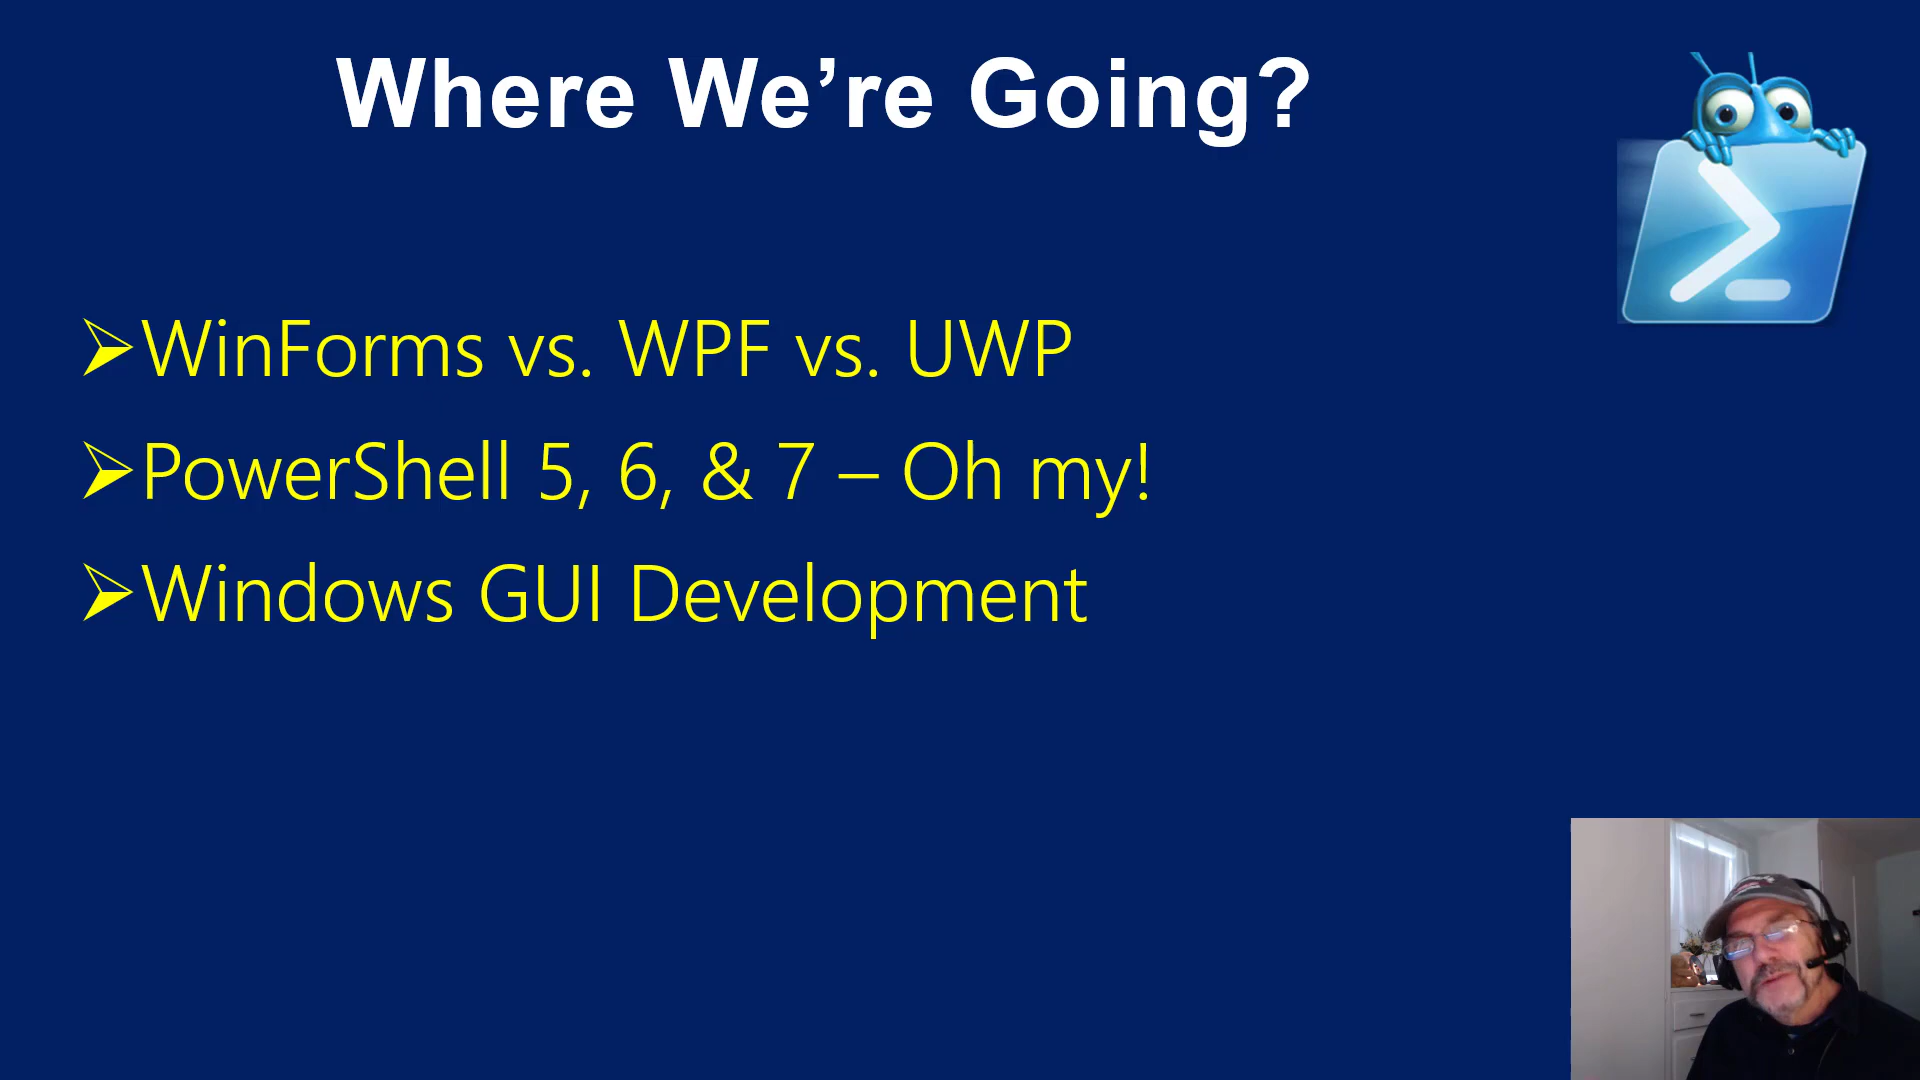 Where We’re Going?
WinForms vs. WPF vs. UWP
PowerShell 5, 6, & 7 – Oh my!
Windows GUI Development